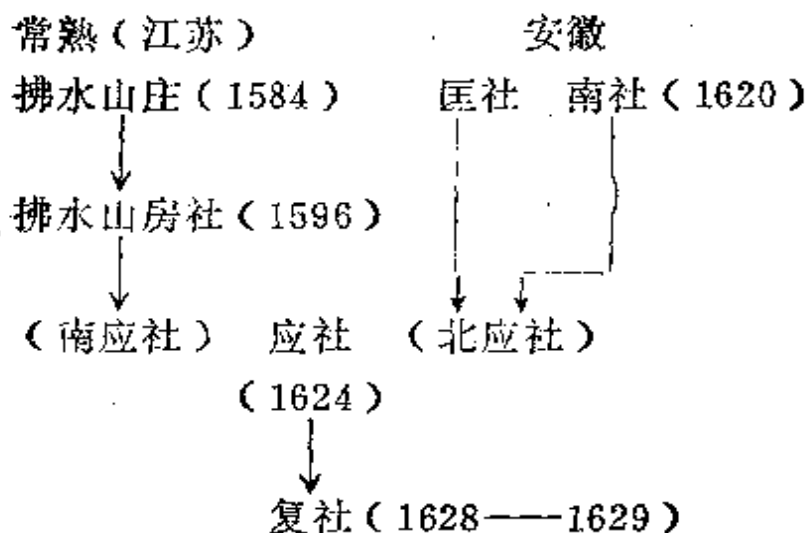 常熟（江苏） 安徽
拂水山庄（1584） 匡社 南社（1620）
拂水山房社（1596）
（南应社） 应社 （北应社）
（1624）
复社（1628——1629）